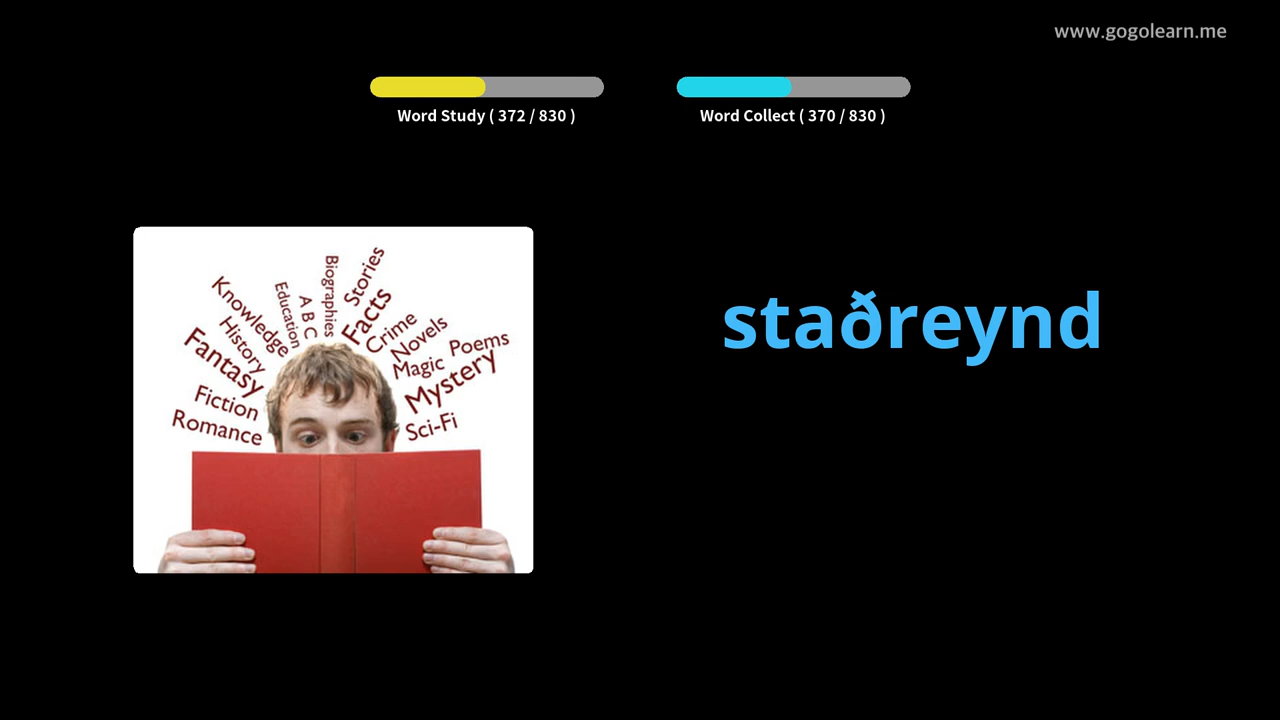 www.gogolearn.me
Word Study ( 372 / 830 )
Word Collect ( 370 / 830 )
Romance
Fiction
Fantasy
History
Knowledge
Education
A B C
Biographies
Stories
Facts
Crime
Novels
Magic
Poems
Mystery
Sci-Fi
staðreynd